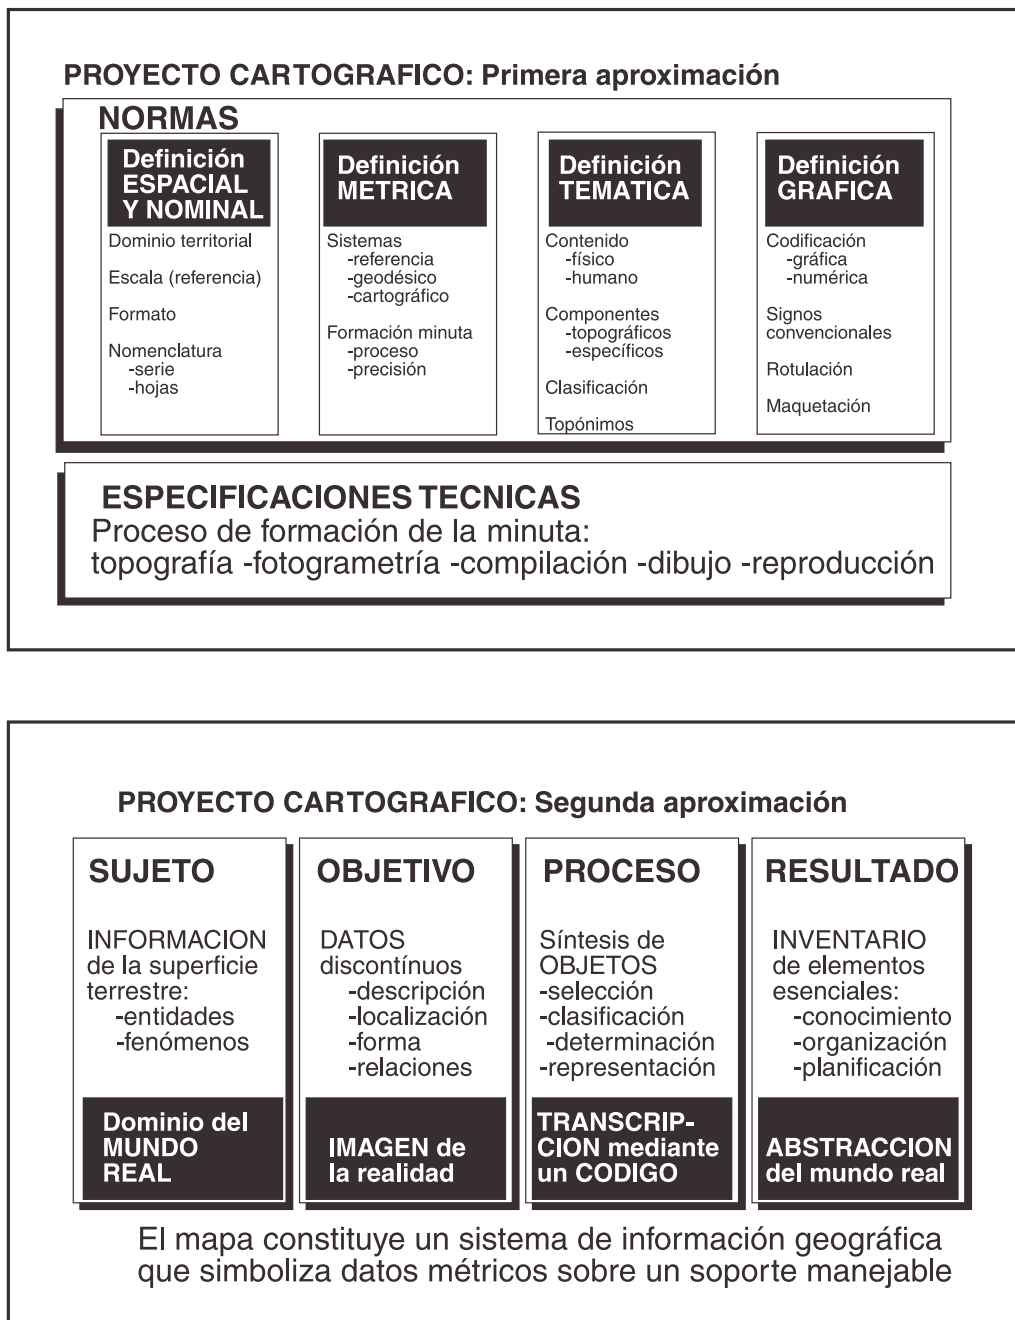 PROYECTO CARTOGRAFICO: Primera aproximación
NORMAS
Definición
ESPACIAL
Y NOMINAL
Dominio territorial
Escala (referencia)
Formato
Nomenclatura
-serie
-hojas
Definición
METRICA
Sistemas
-referencia
-geodésico
-cartográfico
Formación minuta
-proceso
-precisión
Definición
TEMATICA
Contenido
-físico
-humano
Componentes
-topográficos
-específicos
Clasificación
Topónimos
Definición
GRAFICA
Codificación
-gráfica
-numérica
Signos
convencionales
Rotulación
Maquetación
ESPECIFICACIONES TECNICAS
Proceso de formación de la minuta:
topografía -fotogrametría -compilación -dibujo -reproducción
PROYECTO CARTOGRAFICO: Segunda aproximación
SUJETO
INFORMACION
de la superficie
terrestre:
-entidades
-fenómenos
Dominio del
MUNDO
REAL
OBJETIVO
DATOS
discontínuos
-descripción
-localización
-forma
-relaciones
IMAGEN de
la realidad
PROCESO
Síntesis de
OBJETOS
-selección
-clasificación
-determinación
-representación
TRANSCRIP-
CION mediante
un CODIGO
RESULTADO
INVENTARIO
de elementos
esenciales:
-conocimiento
-organización
-planificación
ABSTRACCION
del mundo real
El mapa constituye un sistema de información geográfica
que simboliza datos métricos sobre un soporte manejable